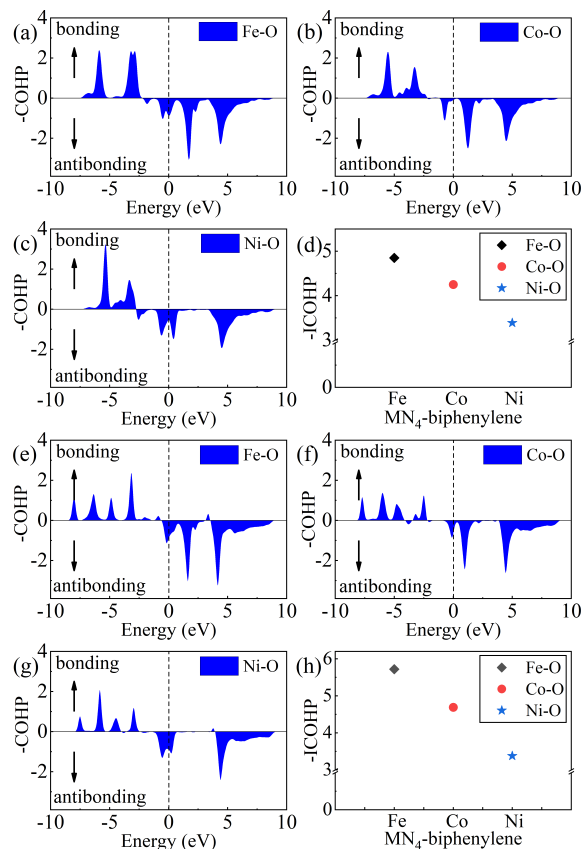 (a)
4
bonding
Fe-O
2
0
-2
antibonding
-COHP
-10 -5 0 5 10
Energy (eV)
(b)
4
bonding
Co-O
2
0
-2
antibonding
-COHP
-10 -5 0 5 10
Energy (eV)
(c)
4
bonding
Ni-O
2
0
-2
antibonding
-COHP
-10 -5 0 5 10
Energy (eV)
(d)
5
4
3
0
-ICOHP
Fe-O
Co-O
Ni-O
Fe Co Ni
MN4-biphenylene
(e)
4
bonding
Fe-O
2
0
-2
antibonding
-COHP
-10 -5 0 5 10
Energy (eV)
(f)
4
bonding
Co-O
2
0
-2
antibonding
-COHP
-10 -5 0 5 10
Energy (eV)
(g)
4
bonding
Ni-O
2
0
-2
antibonding
-COHP
-10 -5 0 5 10
Energy (eV)
(h)
6
5
4
3
0
-ICOHP
Fe-O
Co-O
Ni-O
Fe Co Ni
MN4-biphenylene